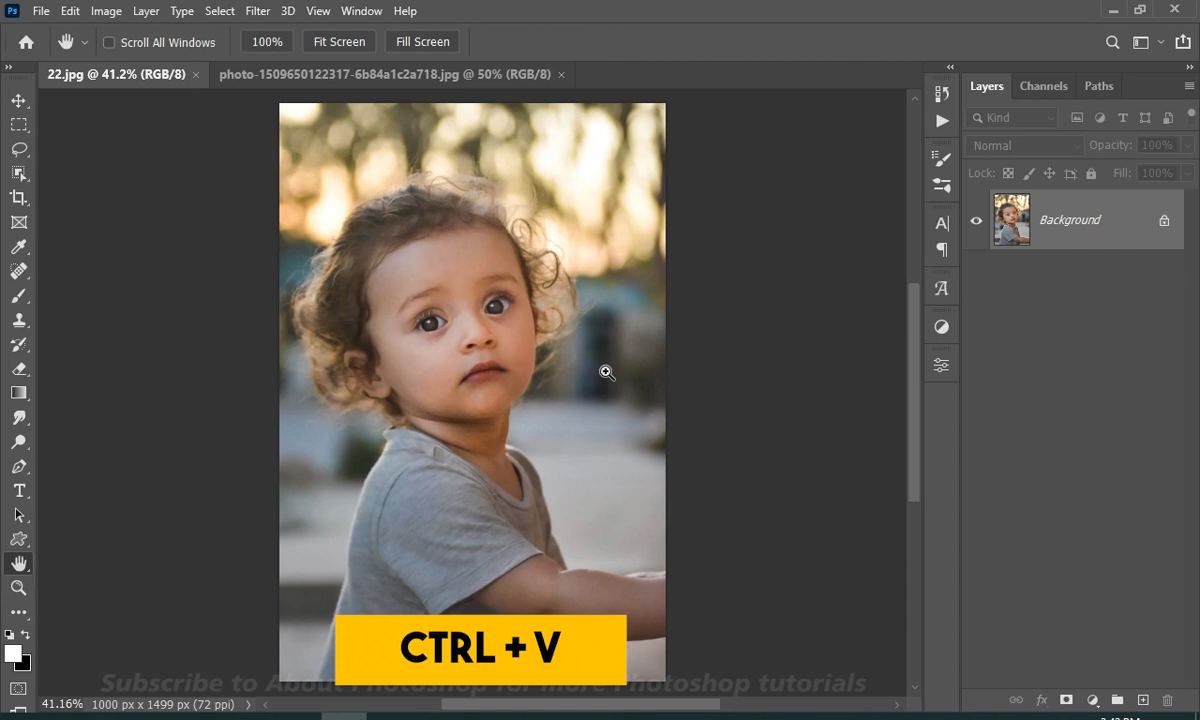 Ps File Edit Image Layer Type Select Filter 3D View Window Help
Scroll All Windows 100% Fit Screen Fill Screen
22.jpg @ 41.2% (RGB/8) × photo-1509650122317-6b84a1c2a718.jpg @ 50% (RGB/8) ×
Layers Channels Paths
Kind
Normal Opacity: 100%
Lock: Fill: 100%
Background
CTRL + V
Subscribe to About Photoshop for more Photoshop tutorials
41.16% 1000 px x 1499 px (72 ppi)